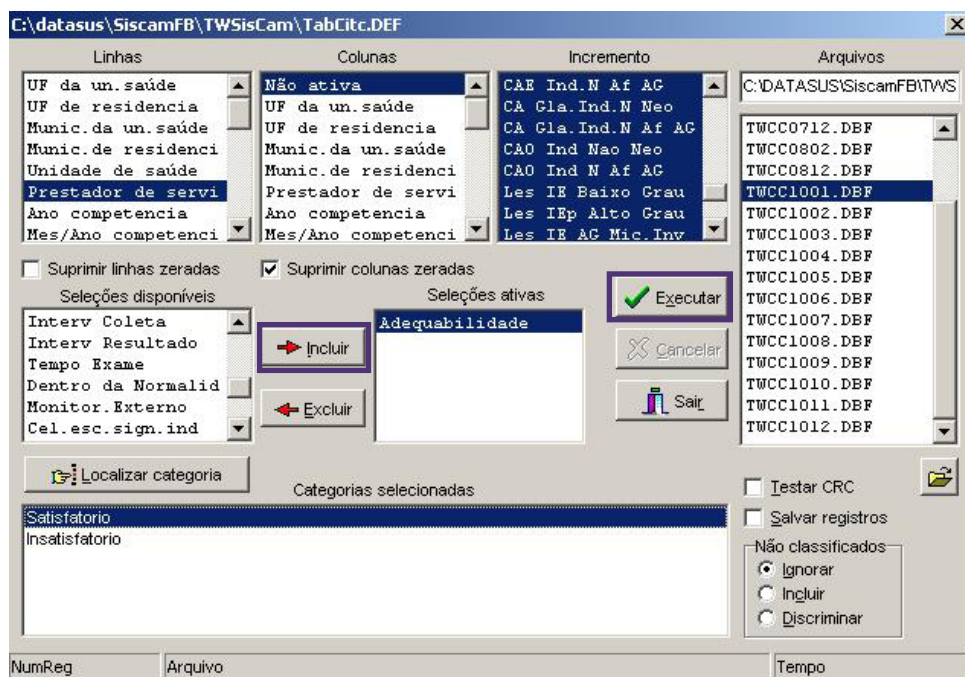 C:\datasus\SiscamFB\TWSisCam\TabCitc.DEF
Linhas
UF da un.saúde
UF de residencia
Munic.da un.saúde
Munic.de residenci
Unidade de saúde
Prestador de servi
Ano competencia
Mes/Ano competenci
Colunas
Não ativa
UF da un.saúde
UF de residencia
Munic.da un.saúde
Munic.de residenci
Prestador de servi
Ano competencia
Mes/Ano competenci
Incremento
CAE Ind.N Af AG
CA Gla.Ind.N Neo
CA Gla.Ind.N Af AG
CAO Ind Nao Neo
CAO Ind N Af AG
Les IE Baixo Grau
Les IEp Alto Grau
Les IE AG Mic.Inv
Arquivos
C:\DATASUS\SiscamFB\TWS
TWCC0712.DBF
TWCC0802.DBF
TWCC0812.DBF
TWCC1001.DBF
TWCC1002.DBF
TWCC1003.DBF
TWCC1004.DBF
TWCC1005.DBF
TWCC1006.DBF
TWCC1007.DBF
TWCC1008.DBF
TWCC1009.DBF
TWCC1010.DBF
TWCC1011.DBF
TWCC1012.DBF
Suprimir linhas zeradas
Suprimir colunas zeradas
Seleções disponíveis
Interv Coleta
Interv Resultado
Tempo Exame
Dentro da Normalid
Monitor.Externo
Cel.esc.sign.ind
Incluir
Excluir
Seleções ativas
Adequabilidade
Executar
Cancelar
Sair
Localizar categoria
Categorias selecionadas
Satisfatorio
Insatisfatorio
Testar CRC
Salvar registros
Não classificados
Ignorar
Incluir
Discriminar
NumReg
Arquivo
Tempo